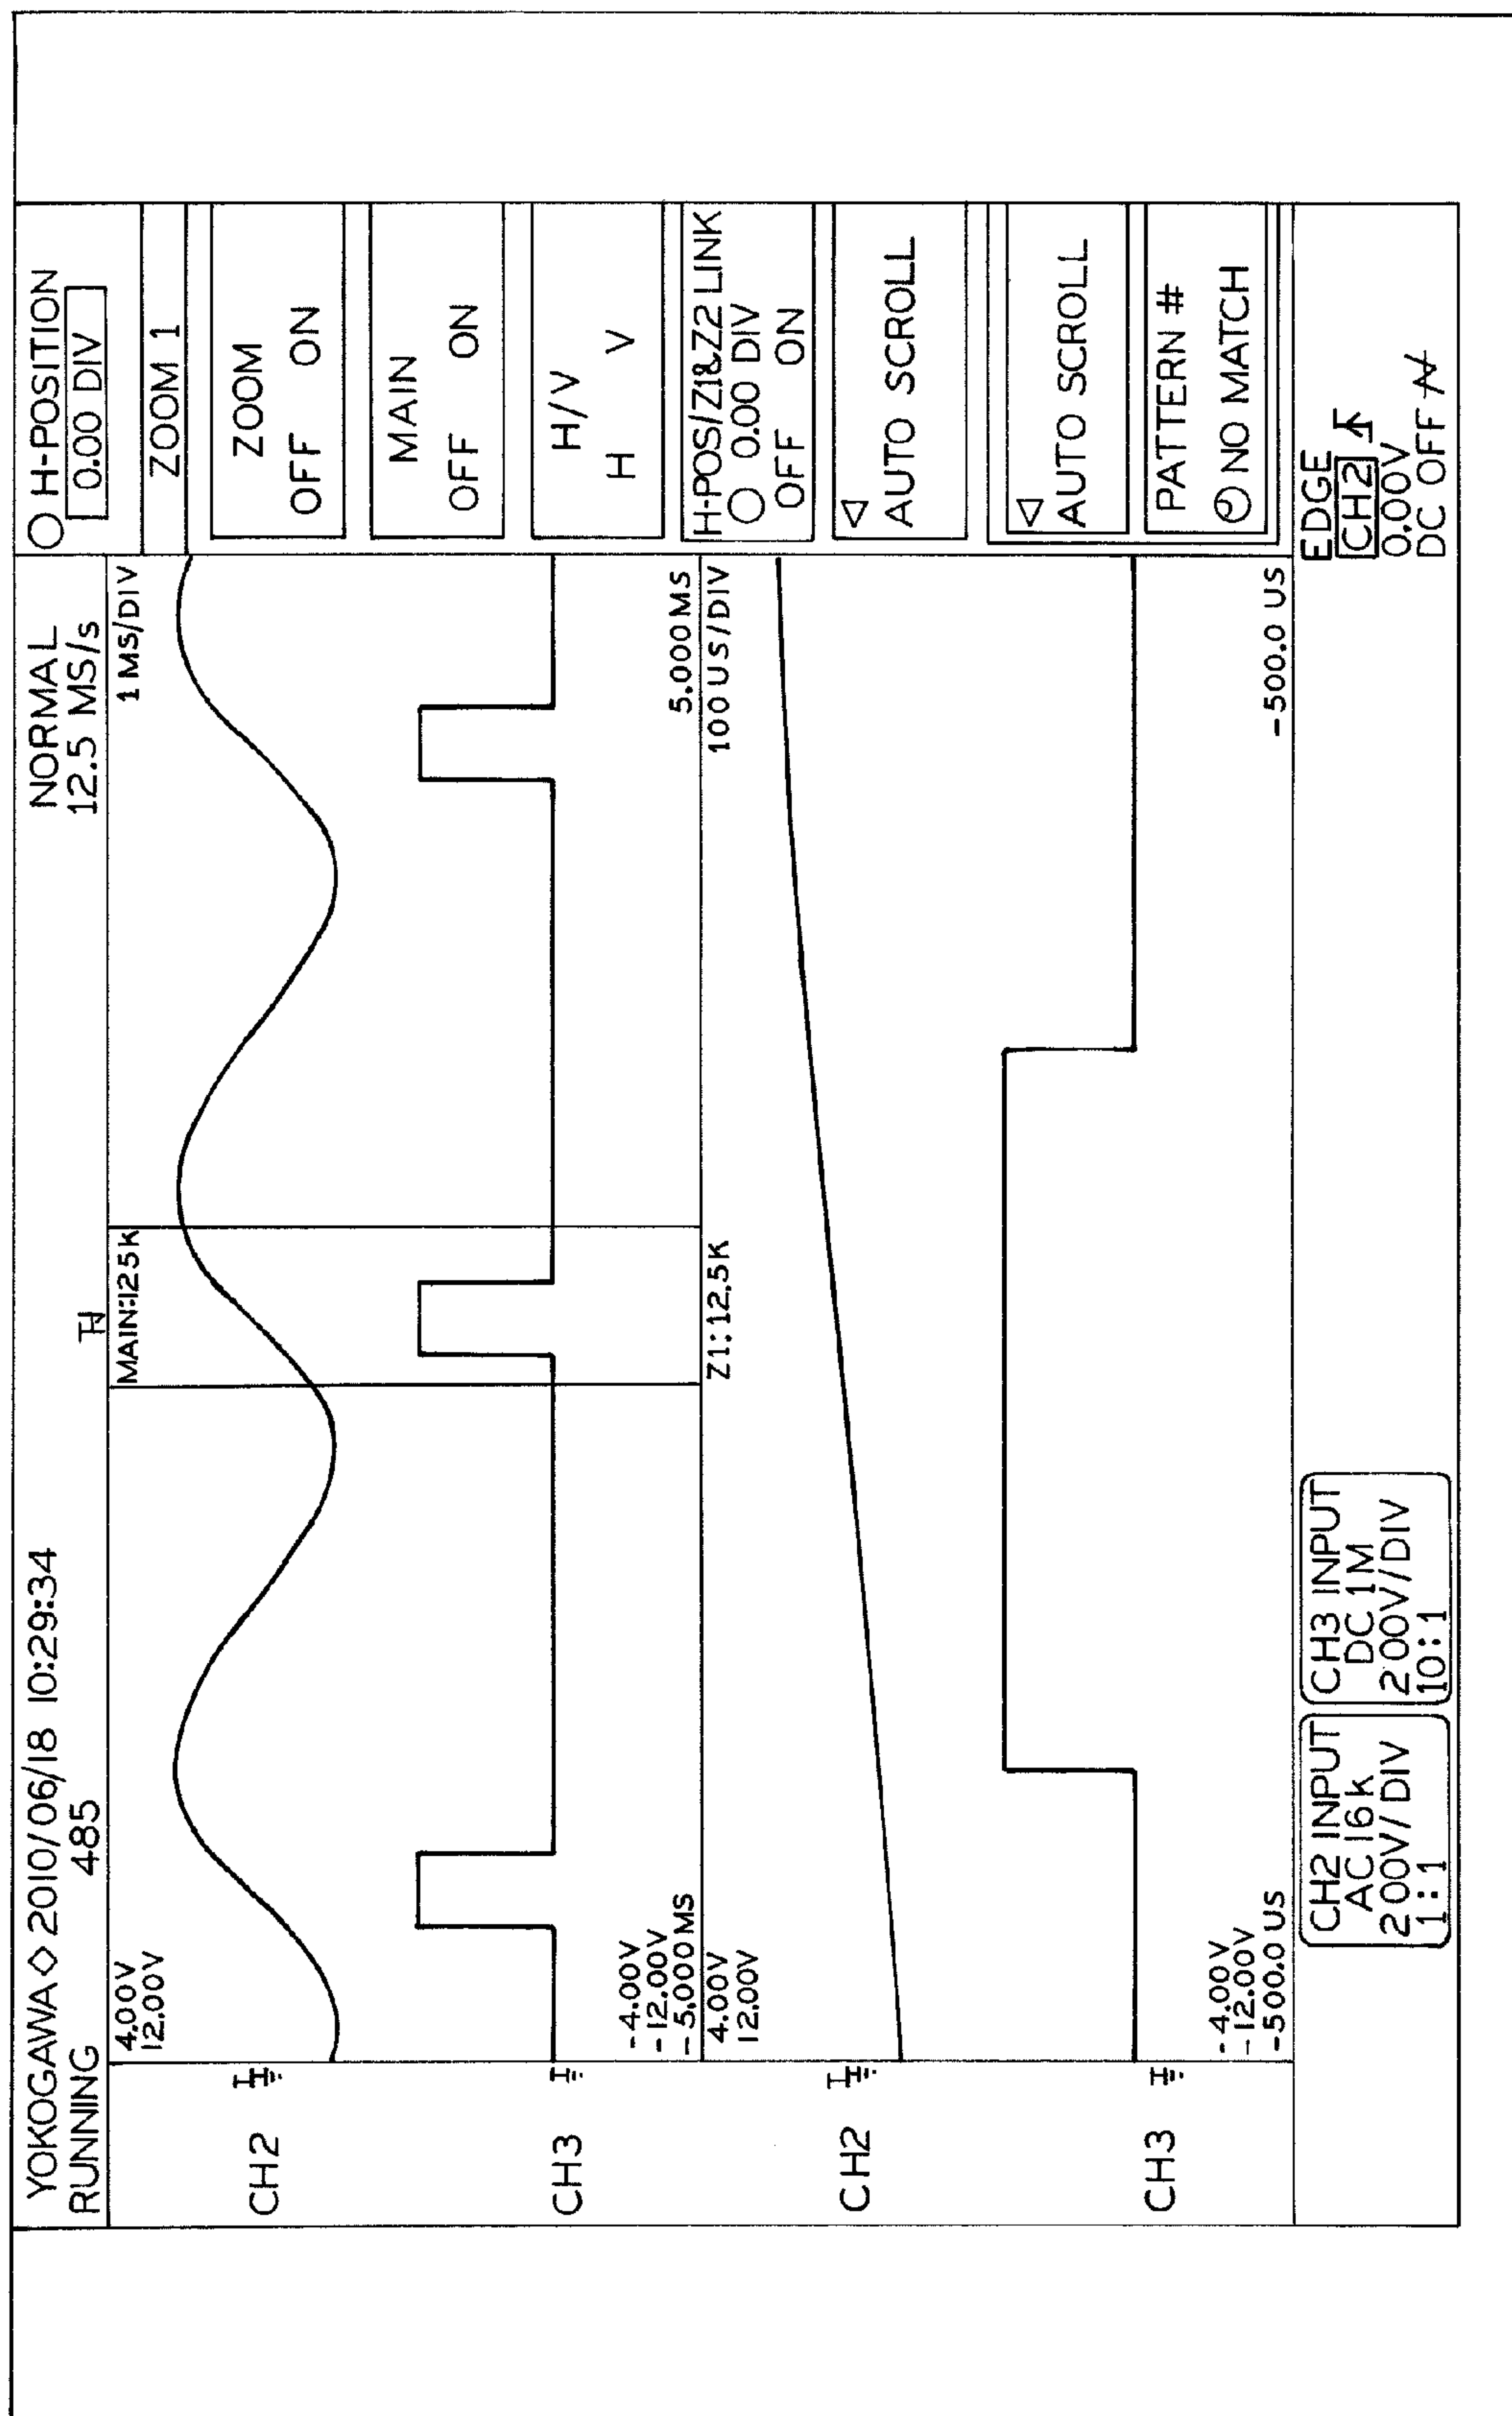 YOKOGAWA ◇ 2010/06/18 10:29:34
RUNNING 485
NORMAL
12.5 MS/s
H-POSITION
0.00 DIV
4.00V
12.00V
MAIN:125K
1 MS/DIV
CH2
CH3
-4.00V
-12.00V
-5.000 MS
5.000 MS
4.00V
12.00V
Z1:12.5K
100 US/DIV
CH2
CH3
-4.00V
-12.00V
-500.0 US
-500.0 US
ZOOM 1
ZOOM
OFF ON
MAIN
OFF ON
H/V
H V
H-POS/Z1&Z2 LINK
0.00 DIV
OFF ON
AUTO SCROLL
AUTO SCROLL
PATTERN #
NO MATCH
CH2 INPUT
AC 16k
2.00V/DIV
1:1
CH3 INPUT
DC 1M
2.00V/DIV
10:1
EDGE
CH2
0.00V
DC OFF